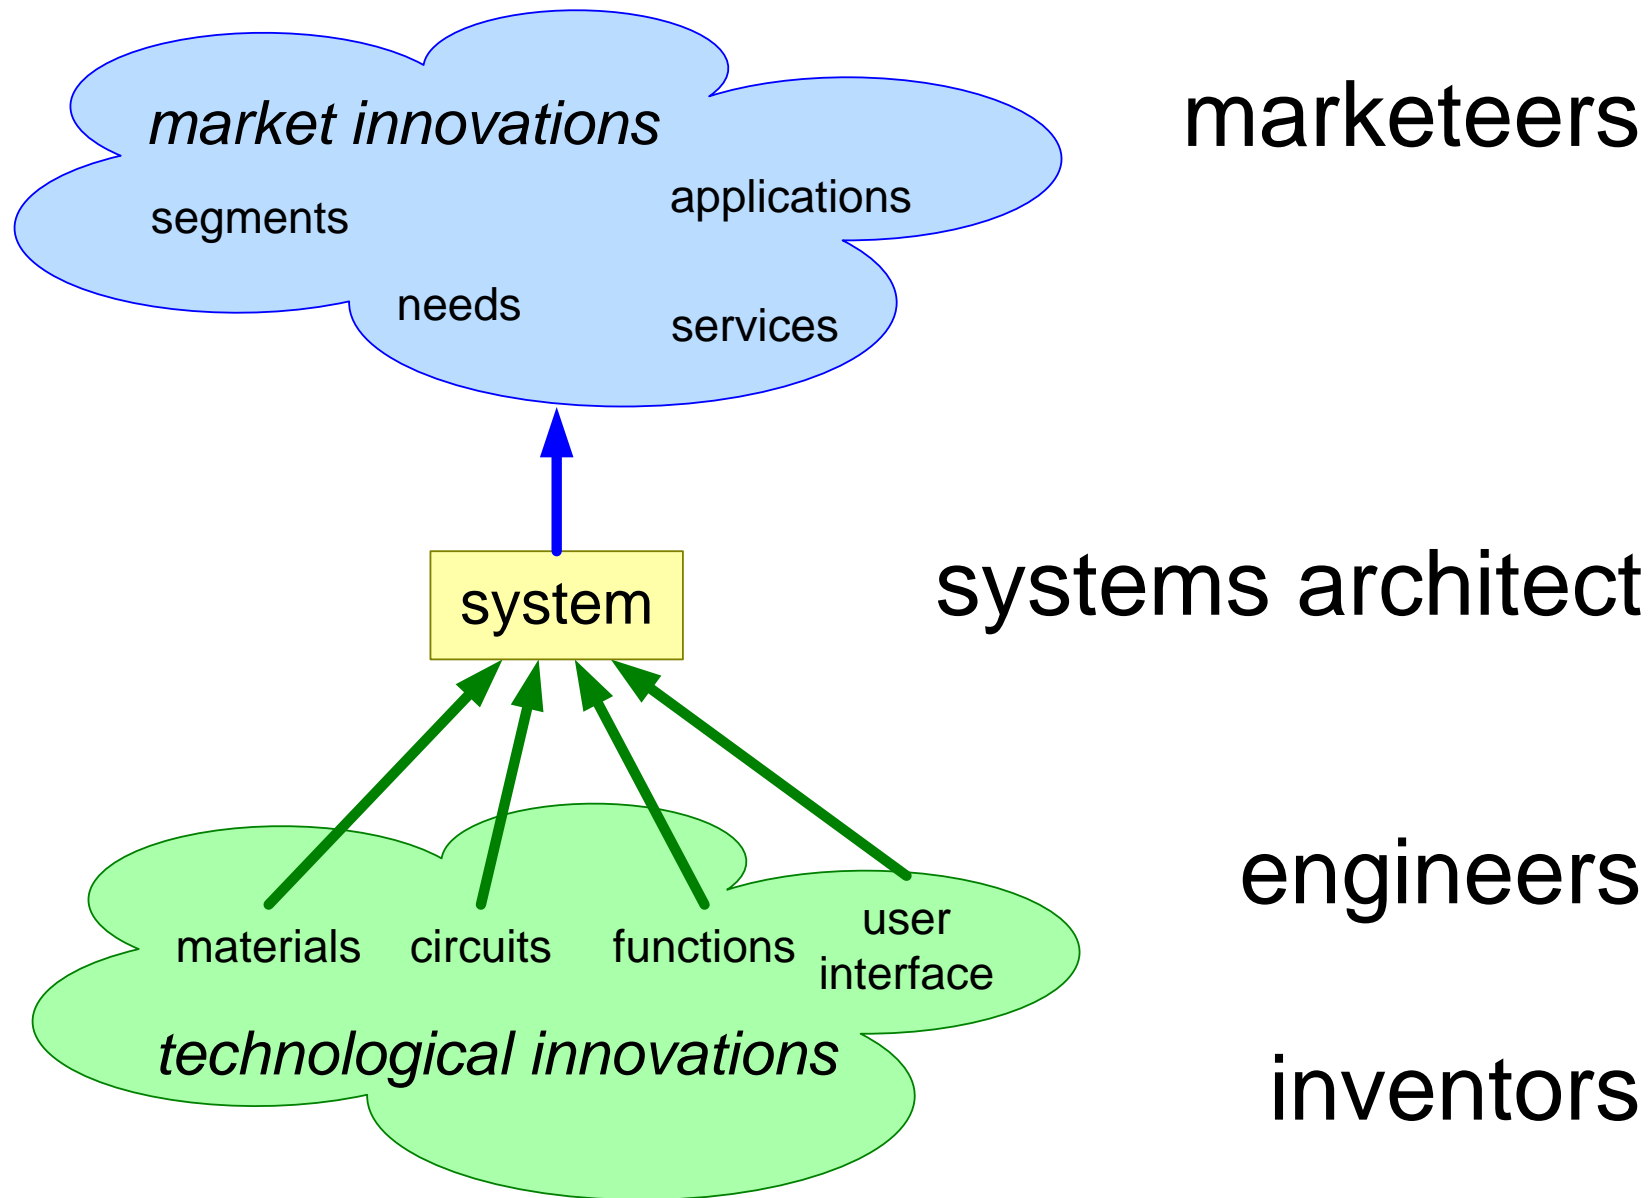 market innovations
marketeers
segments
applications
needs
services
system
systems architect
engineers
materials
circuits
functions
user
interface
technological innovations
inventors